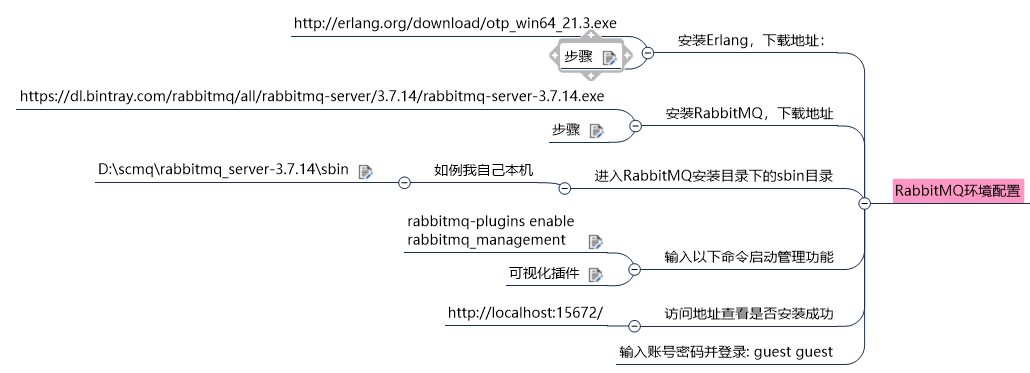 http://erlang.org/download/otp_win64_21.3.exe
安装Erlang，下载地址：
步骤
https://dl.bintray.com/rabbitmq/all/rabbitmq-server/3.7.14/rabbitmq-server-3.7.14.exe
安装RabbitMQ，下载地址
步骤
D:\scmq\rabbitmq_server-3.7.14\sbin
如例我自己本机
进入RabbitMQ安装目录下的sbin目录
RabbitMQ环境配置
rabbitmq-plugins enable
rabbitmq_management
输入以下命令启动管理功能
可视化插件
http://localhost:15672/
访问地址查看是否安装成功
输入账号密码并登录: guest guest